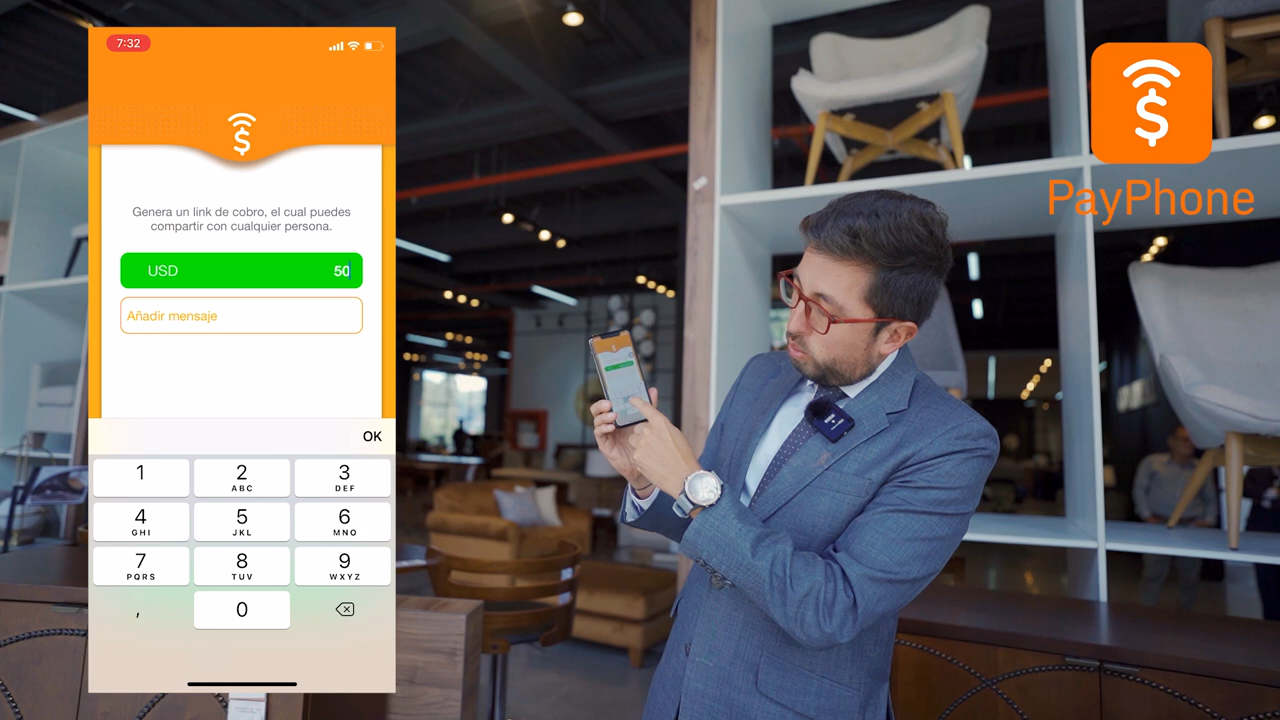 7:32
Genera un link de cobro, el cual puedes
compartir con cualquier persona.
USD 50
Añadir mensaje
OK
1
2 ABC
3 DEF
4 GHI
5 JKL
6 MNO
7 PQRS
8 TUV
9 WXYZ
,
0
$
PayPhone